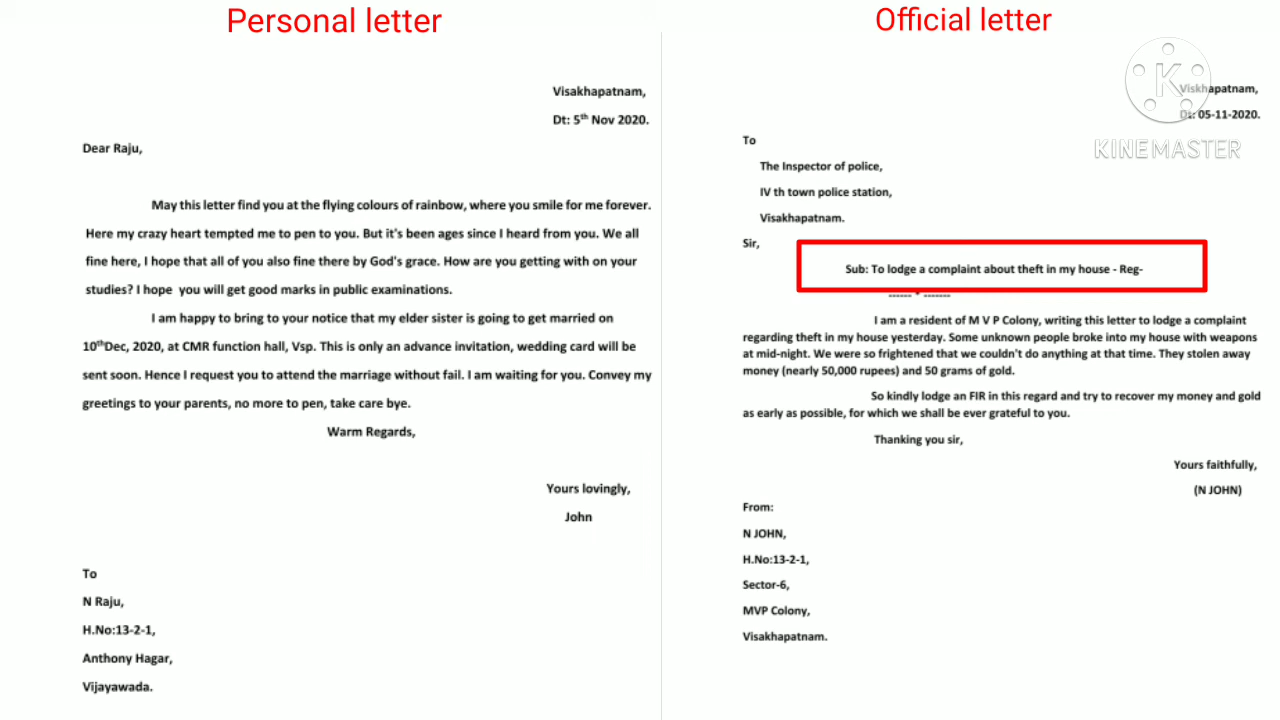 Personal letter
Visakhapatnam,
Dt: 5th Nov 2020.
Dear Raju,
May this letter find you at the flying colours of rainbow, where you smile for me forever.
Here my crazy heart tempted me to pen to you. But it's been ages since I heard from you. We all
fine here, I hope that all of you also fine there by God's grace. How are you getting with on your
studies? I hope you will get good marks in public examinations.
I am happy to bring to your notice that my elder sister is going to get married on
10thDec, 2020, at CMR function hall, Vsp. This is only an advance invitation, wedding card will be
sent soon. Hence I request you to attend the marriage without fail. I am waiting for you. Convey my
greetings to your parents, no more to pen, take care bye.
Warm Regards,
Yours lovingly,
John
To
N Raju,
H.No:13-2-1,
Anthony Hagar,
Vijayawada.
Official letter
Viskhapatnam,
Dt: 05-11-2020.
K
KINEMASTER
To
The Inspector of police,
IV th town police station,
Visakhapatnam.
Sir,
Sub: To lodge a complaint about theft in my house - Reg-
------ * -------
I am a resident of M V P Colony, writing this letter to lodge a complaint
regarding theft in my house yesterday. Some unknown people broke into my house with weapons
at mid-night. We were so frightened that we couldn't do anything at that time. They stolen away
money (nearly 50,000 rupees) and 50 grams of gold.
So kindly lodge an FIR in this regard and try to recover my money and gold
as early as possible, for which we shall be ever grateful to you.
Thanking you sir,
Yours faithfully,
(N JOHN)
From:
N JOHN,
H.No:13-2-1,
Sector-6,
MVP Colony,
Visakhapatnam.